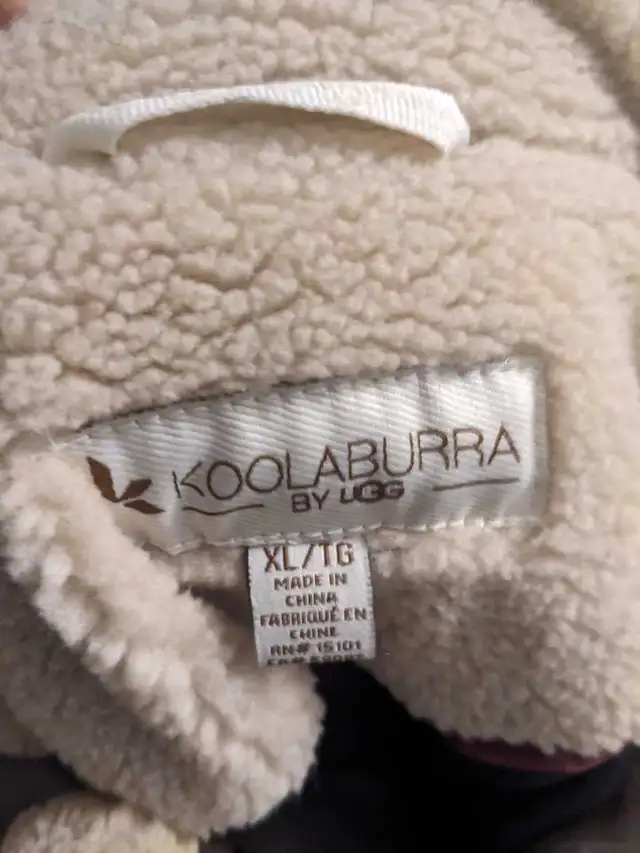 KOOLABURRA
BY UGG
XL/TG
MADE IN
CHINA
FABRIQUÉ EN
CHINE
RN# 15101